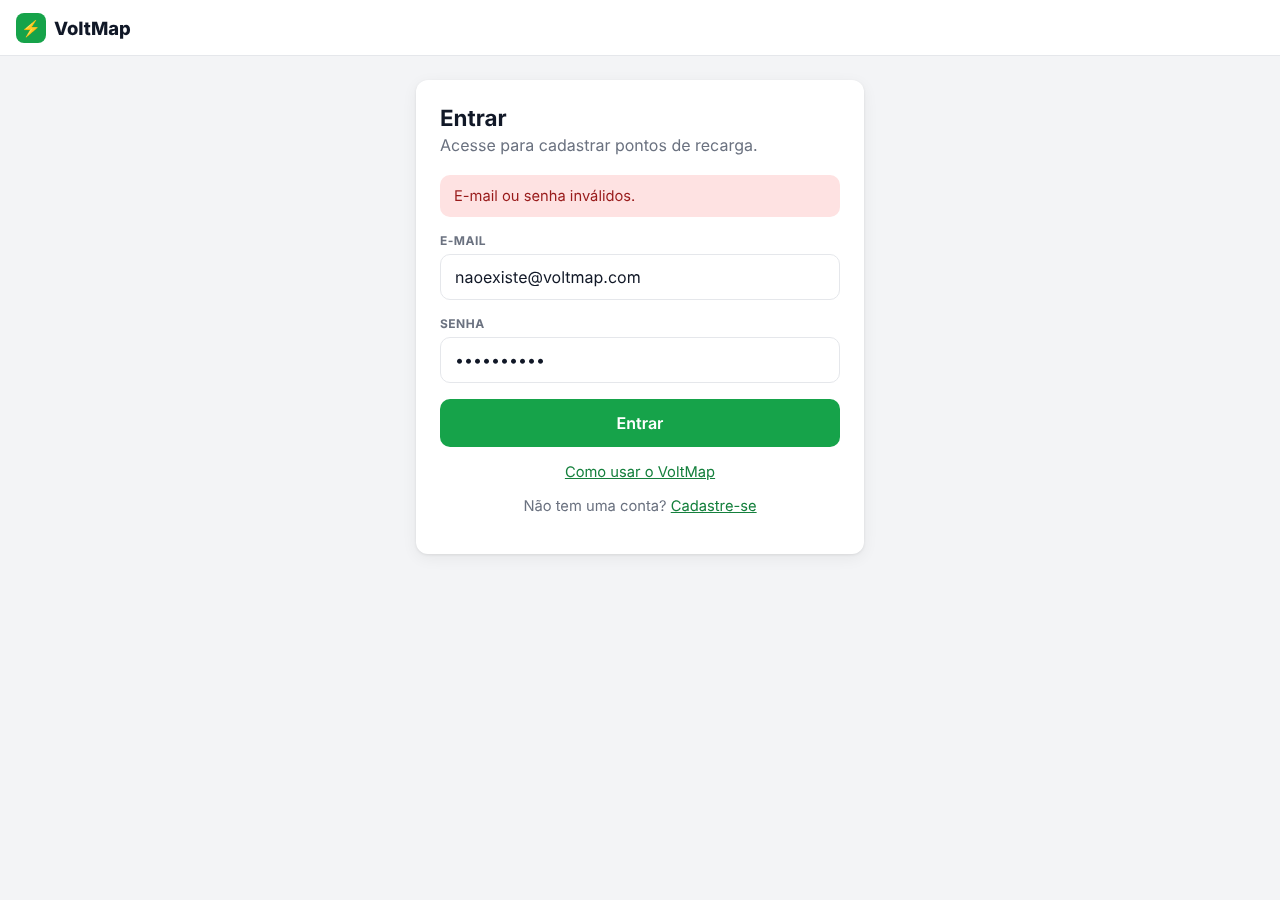 VoltMap
Entrar
Acesse para cadastrar pontos de recarga.
E-mail ou senha inválidos.
E-MAIL
naoexiste@voltmap.com
SENHA
••••••••••
Entrar
Como usar o VoltMap
Não tem uma conta? Cadastre-se